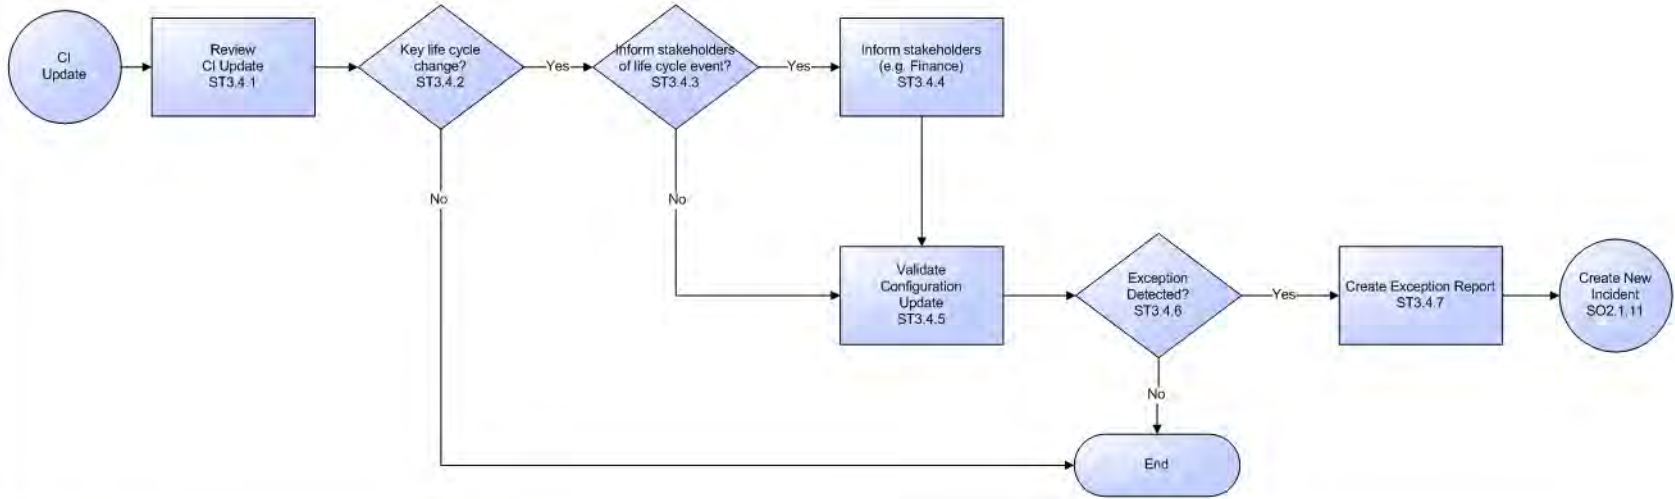 CI
Update
Review
CI Update
ST3.4.1
Key life cycle
change?
ST3.4.2
Yes
Inform stakeholders
of life cycle event?
ST3.4.3
Yes
Inform stakeholders
(e.g. Finance)
ST3.4.4
No
No
Validate
Configuration
Update
ST3.4.5
Exception
Detected?
ST3.4.6
Yes
Create Exception Report
ST3.4.7
Create New
Incident
SO2.1.11
No
End